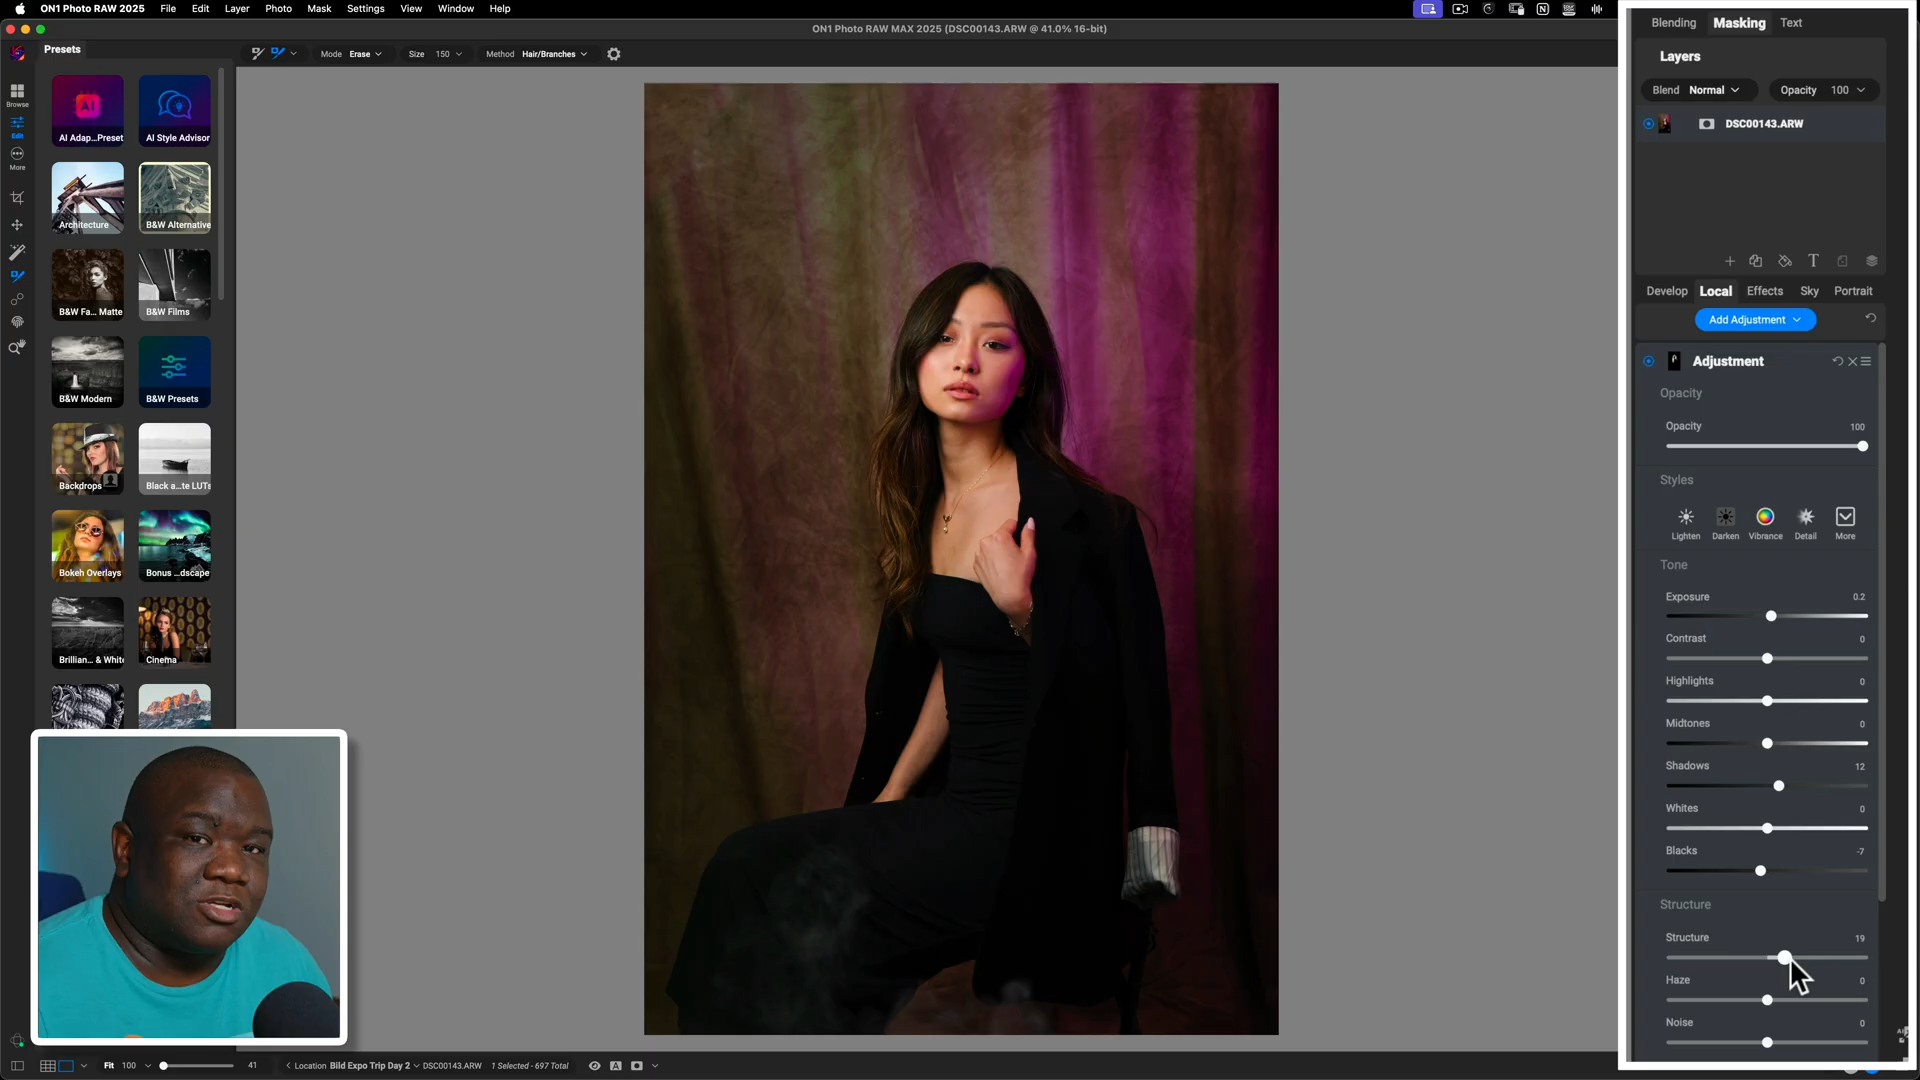 ON1 Photo RAW 2025 File Edit Layer Photo Mask Settings View Window Help
ON1 Photo RAW MAX 2025 (DSC00143.ARW @ 41.0% 16-bit)
Presets
Mode Erase Size 150 Method Hair/Branches
Browse
Edit
More
AI Adap...Preset
AI Style Advisor
Architecture
B&W Alternative
B&W Fa... Matte
B&W Films
B&W Modern
B&W Presets
Backdrops
Black a...te LUTs
Bokeh Overlays
Bonus ...dscape
Brillian... & White
Cinema
Fit 100 41
Location Bild Expo Trip Day 2 DSC00143.ARW 1 Selected - 697 Total
Blending Masking Text
Layers
Blend Normal Opacity 100
DSC00143.ARW
Develop Local Effects Sky Portrait
Add Adjustment
Adjustment
Opacity
Opacity 100
Styles
Lighten Darken Vibrance Detail More
Tone
Exposure 0.2
Contrast 0
Highlights 0
Midtones 0
Shadows 12
Whites 0
Blacks -7
Structure
Structure 19
Haze 0
Noise 0